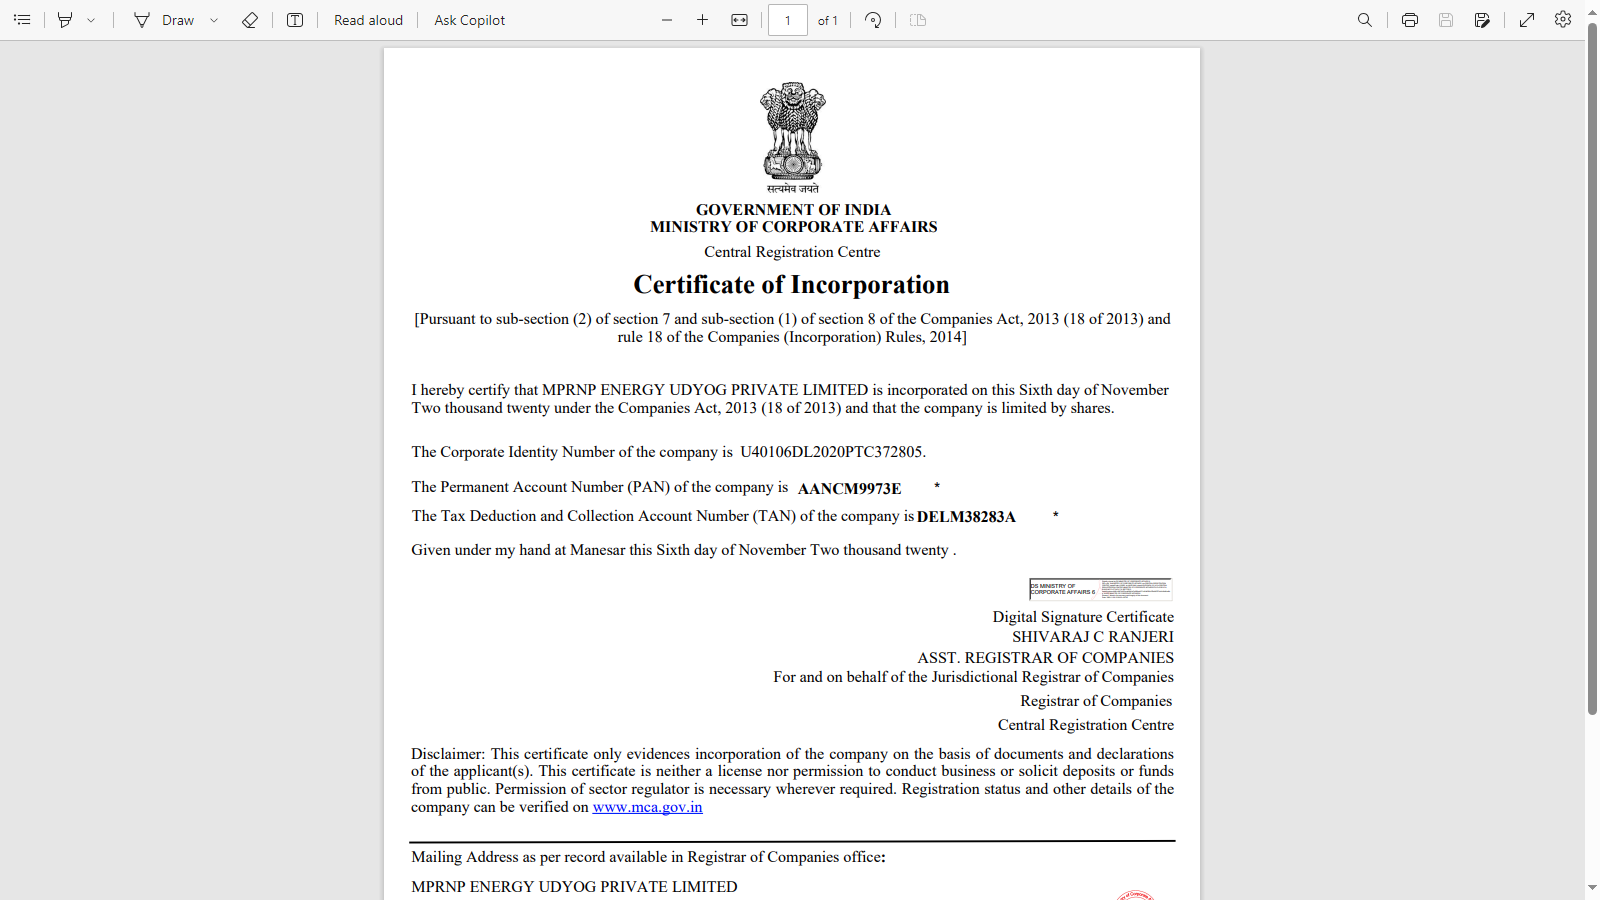 Draw
Read aloud
Ask Copilot
1 of 1
सत्यमेव जयते
GOVERNMENT OF INDIA
MINISTRY OF CORPORATE AFFAIRS
Central Registration Centre
Certificate of Incorporation
[Pursuant to sub-section (2) of section 7 and sub-section (1) of section 8 of the Companies Act, 2013 (18 of 2013) and
rule 18 of the Companies (Incorporation) Rules, 2014]
I hereby certify that MPRNP ENERGY UDYOG PRIVATE LIMITED is incorporated on this Sixth day of November
Two thousand twenty under the Companies Act, 2013 (18 of 2013) and that the company is limited by shares.
The Corporate Identity Number of the company is U40106DL2020PTC372805.
The Permanent Account Number (PAN) of the company is AANCM9973E *
The Tax Deduction and Collection Account Number (TAN) of the company is DELM38283A *
Given under my hand at Manesar this Sixth day of November Two thousand twenty .
DS MINISTRY OF
CORPORATE AFFAIRS 6
Digital Signature Certificate
SHIVARAJ C RANJERI
ASST. REGISTRAR OF COMPANIES
For and on behalf of the Jurisdictional Registrar of Companies
Registrar of Companies
Central Registration Centre
Disclaimer: This certificate only evidences incorporation of the company on the basis of documents and declarations
of the applicant(s). This certificate is neither a license nor permission to conduct business or solicit deposits or funds
from public. Permission of sector regulator is necessary wherever required. Registration status and other details of the
company can be verified on www.mca.gov.in
Mailing Address as per record available in Registrar of Companies office:
MPRNP ENERGY UDYOG PRIVATE LIMITED